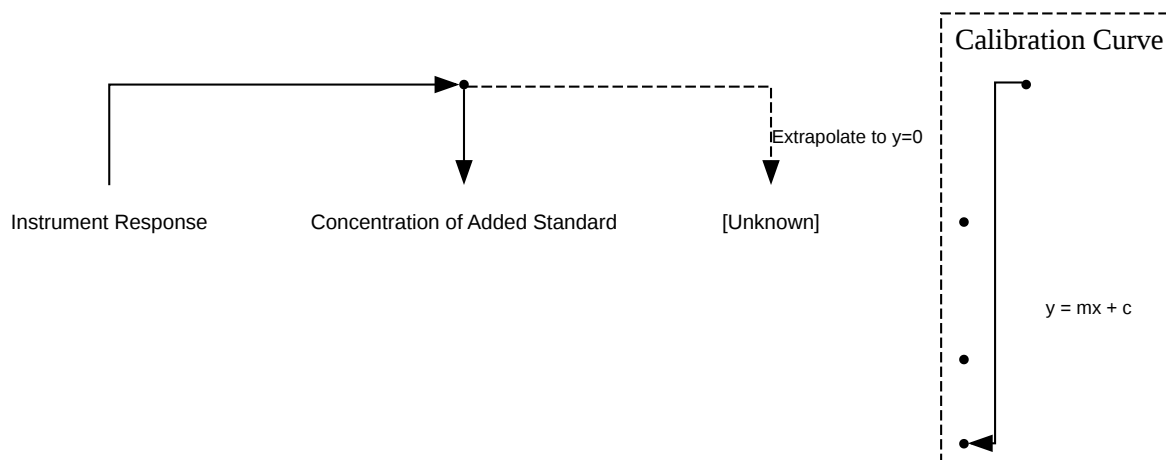 Calibration Curve
Extrapolate to y=0
Instrument Response
Concentration of Added Standard
[Unknown]
y = mx + c